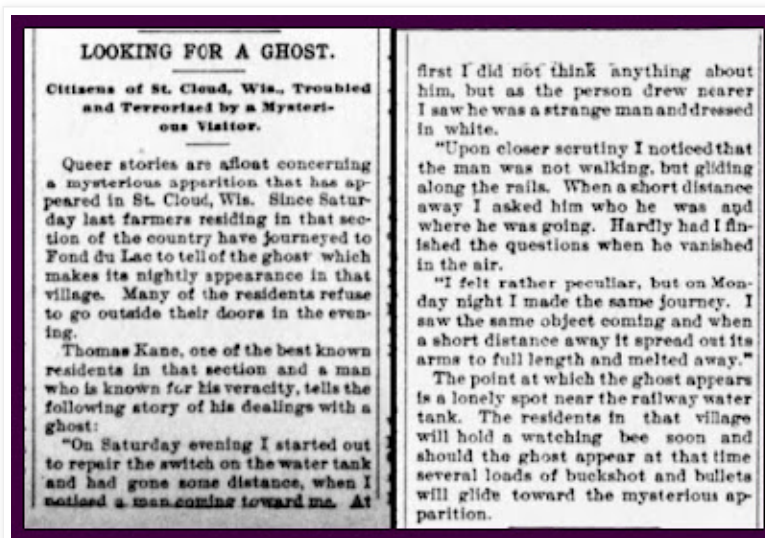 LOOKING FOR A GHOST.
Citizens of St. Cloud, Wis., Troubled
and Terrorized by a Mysteri-
ous Visitor.
Queer stories are afloat concerning
a mysterious apparition that has ap-
peared in St. Cloud, Wis. Since Satur-
day last farmers residing in that sec-
tion of the country have journeyed to
Fond du Lac to tell of the ghost which
makes its nightly appearance in that
village. Many of the residents refuse
to go outside their doors in the even-
ing.
Thomas Kane, one of the best known
residents in that section and a man
who is known for his veracity, tells the
following story of his dealings with a
ghost:
"On Saturday evening I started out
to repair the switch on the water tank
and had gone some distance, when I
noticed a man coming toward me. At
first I did not think anything about
him, but as the person drew nearer
I saw he was a strange man and dressed
in white.
"Upon closer scrutiny I noticed that
the man was not walking, but gliding
along the rails. When a short distance
away I asked him who he was and
where he was going. Hardly had I fin-
ished the questions when he vanished
in the air.
"I felt rather peculiar, but on Mon-
day night I made the same journey. I
saw the same object coming and when
a short distance away it spread out its
arms to full length and melted away."
The point at which the ghost appears
is a lonely spot near the railway water
tank. The residents in that village
will hold a watching bee soon and
should the ghost appear at that time
several loads of buckshot and bullets
will glide toward the mysterious ap-
parition.